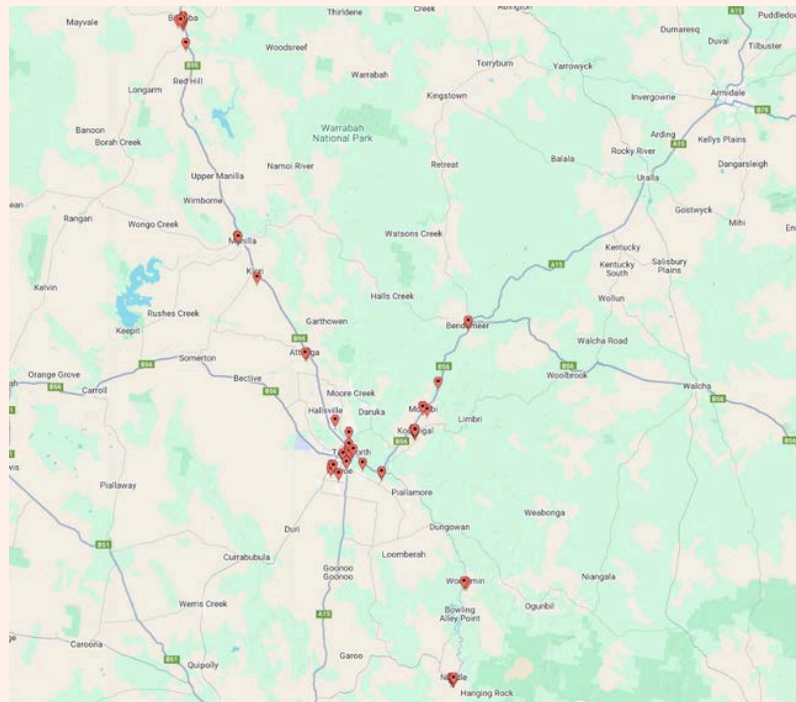 Thirldene
Creek
Abington
A15
Puddledo
Mayvale
Dumaresq
Duval
Tilbuster
Woodsreef
Yarrowyck
Torryburn
B95
Red Hill
Warrabah
Armidale
Longarm
Kingstown
Invergowrie
B78
Warrabah
National Park
Banoon
Arding
A15
Kellys Plains
Borah Creek
Rocky River
Balala
Dangarsleigh
Namoi River
Retreat
Upper Manilla
Uralla
Wimborne
Rangari
Gostwyck
Wongo Creek
Watsons Creek
Mihi
Kentucky
A15
Kentucky
South
Salisbury
Plains
Kelvin
Halls Creek
Wollun
Rushes Creek
Garthowen
Keepit
Walcha Road
B95
Somerton
B56
Orange Grove
B56
B56
Carroll
Bective
Woolbrook
Walcha
B56
Moore Creek
Hallsville
Daruka
Limbri
B56
Piallaway
Piallamore
Weabonga
Duri
Dungowan
B51
Currabubula
Loomberah
Goonoo
Goonoo
Niangala
Werris Creek
Bowling
Alley Point
Ogunbil
A15
Caroona
B51
Quipolly
Garoo
Hanging Rock